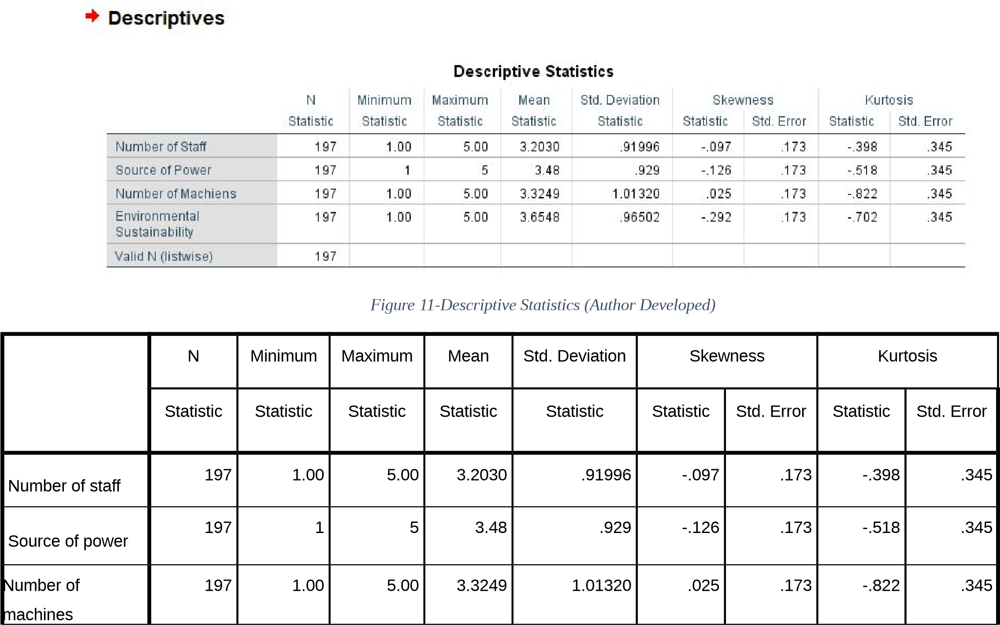 Descriptives
Descriptive Statistics
N Minimum Maximum Mean Std. Deviation Skewness Kurtosis
Statistic Statistic Statistic Statistic Statistic Statistic Std. Error Statistic Std. Error
Number of Staff 197 1.00 5.00 3.2030 .91996 -.097 .173 -.398 .345
Source of Power 197 1 5 3.48 .929 -.126 .173 -.518 .345
Number of Machiens 197 1.00 5.00 3.3249 1.01320 .025 .173 -.822 .345
Environmental 197 1.00 5.00 3.6548 .96502 -.292 .173 -.702 .345
Sustainability
Valid N (listwise) 197
Figure 11-Descriptive Statistics (Author Developed)
N Minimum Maximum Mean Std. Deviation Skewness Kurtosis
Statistic Statistic Statistic Statistic Statistic Statistic Std. Error Statistic Std. Error
Number of staff 197 1.00 5.00 3.2030 .91996 -.097 .173 -.398 .345
Source of power 197 1 5 3.48 .929 -.126 .173 -.518 .345
Number of 197 1.00 5.00 3.3249 1.01320 .025 .173 -.822 .345
machines